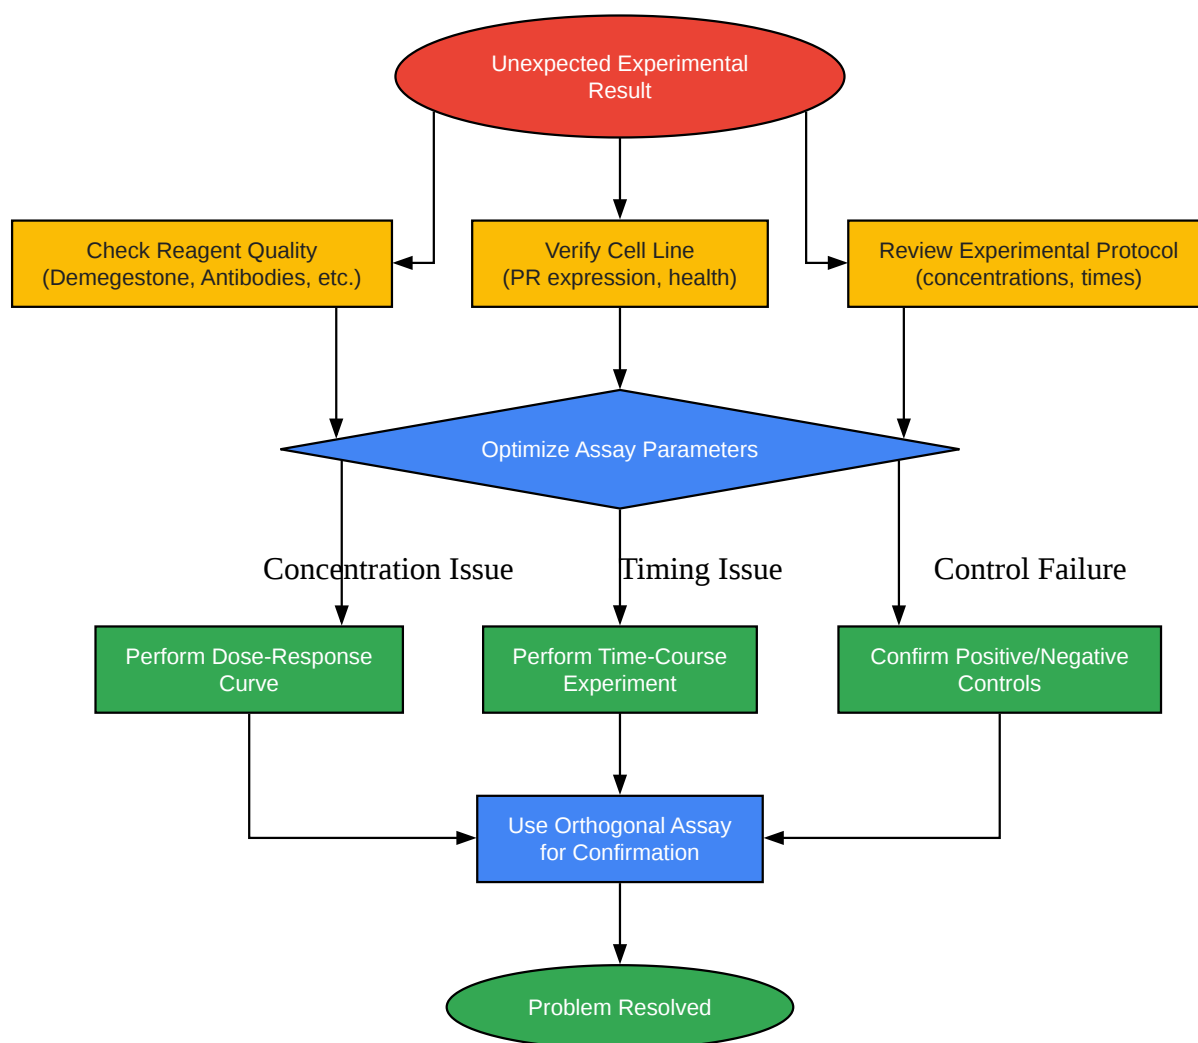 Unexpected Experimental
Result
Check Reagent Quality
(Demegestone, Antibodies, etc.)
Verify Cell Line
(PR expression, health)
Review Experimental Protocol
(concentrations, times)
Optimize Assay Parameters
Concentration Issue
Timing Issue
Control Failure
Perform Dose-Response
Curve
Perform Time-Course
Experiment
Confirm Positive/Negative
Controls
Use Orthogonal Assay
for Confirmation
Problem Resolved